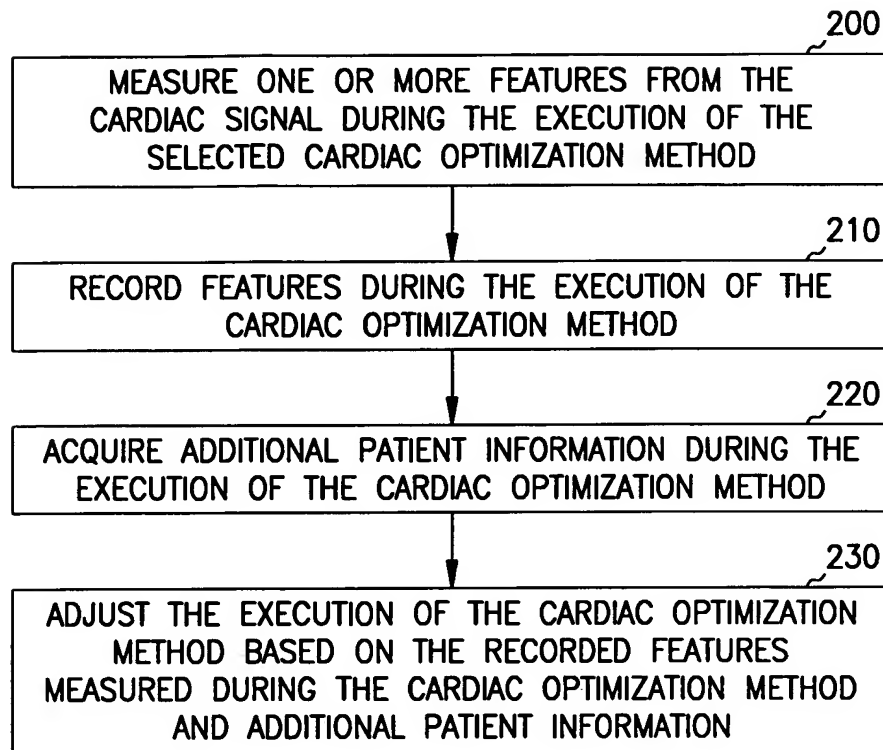 200
MEASURE ONE OR MORE FEATURES FROM THE
CARDIAC SIGNAL DURING THE EXECUTION OF THE
SELECTED CARDIAC OPTIMIZATION METHOD
210
RECORD FEATURES DURING THE EXECUTION OF THE
CARDIAC OPTIMIZATION METHOD
220
ACQUIRE ADDITIONAL PATIENT INFORMATION DURING THE
EXECUTION OF THE CARDIAC OPTIMIZATION METHOD
230
ADJUST THE EXECUTION OF THE CARDIAC OPTIMIZATION
METHOD BASED ON THE RECORDED FEATURES
MEASURED DURING THE CARDIAC OPTIMIZATION METHOD
AND ADDITIONAL PATIENT INFORMATION